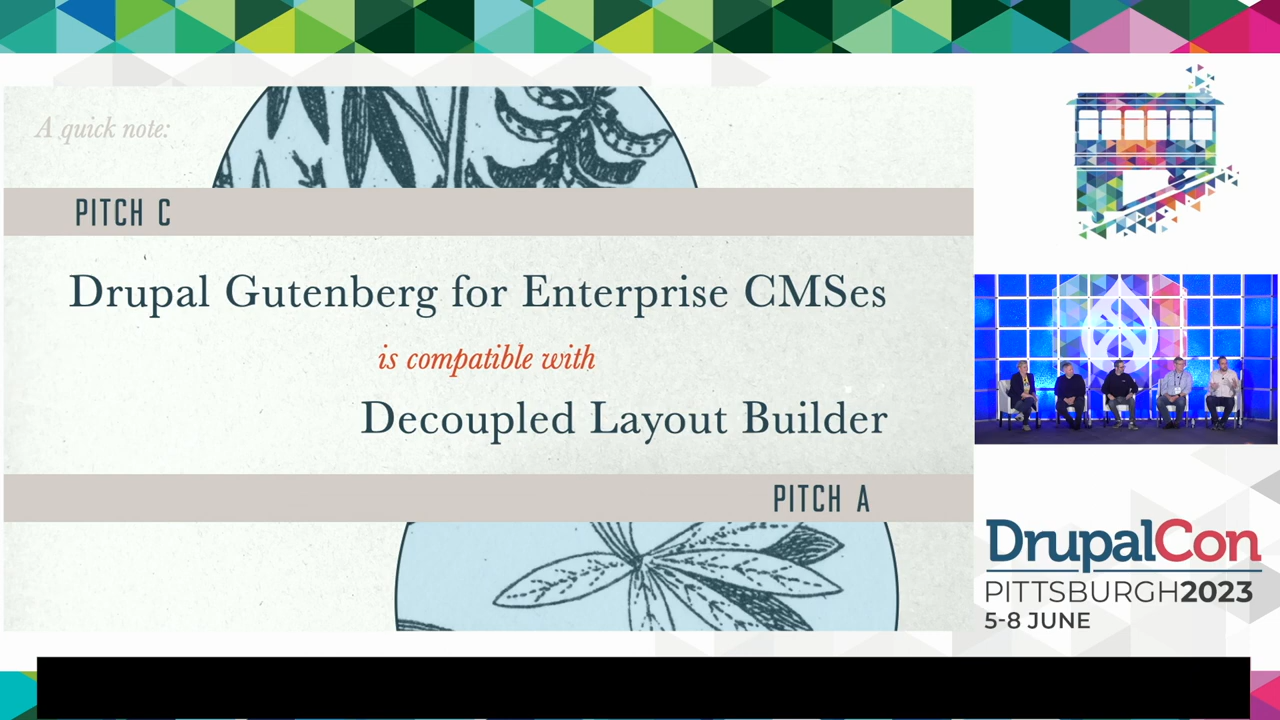 A quick note:
PITCH C
Drupal Gutenberg for Enterprise CMSes
is compatible with
Decoupled Layout Builder
PITCH A
DrupalCon
PITTSBURGH2023
5-8 JUNE